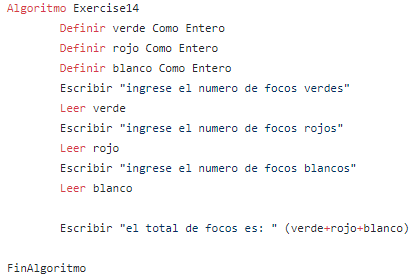 Algoritmo Exercise14
Definir verde Como Entero
Definir rojo Como Entero
Definir blanco Como Entero
Escribir "ingrese el numero de focos verdes"
Leer verde
Escribir "ingrese el numero de focos rojos"
Leer rojo
Escribir "ingrese el numero de focos blancos"
Leer blanco
Escribir "el total de focos es: " (verde+rojo+blanco)
FinAlgoritmo